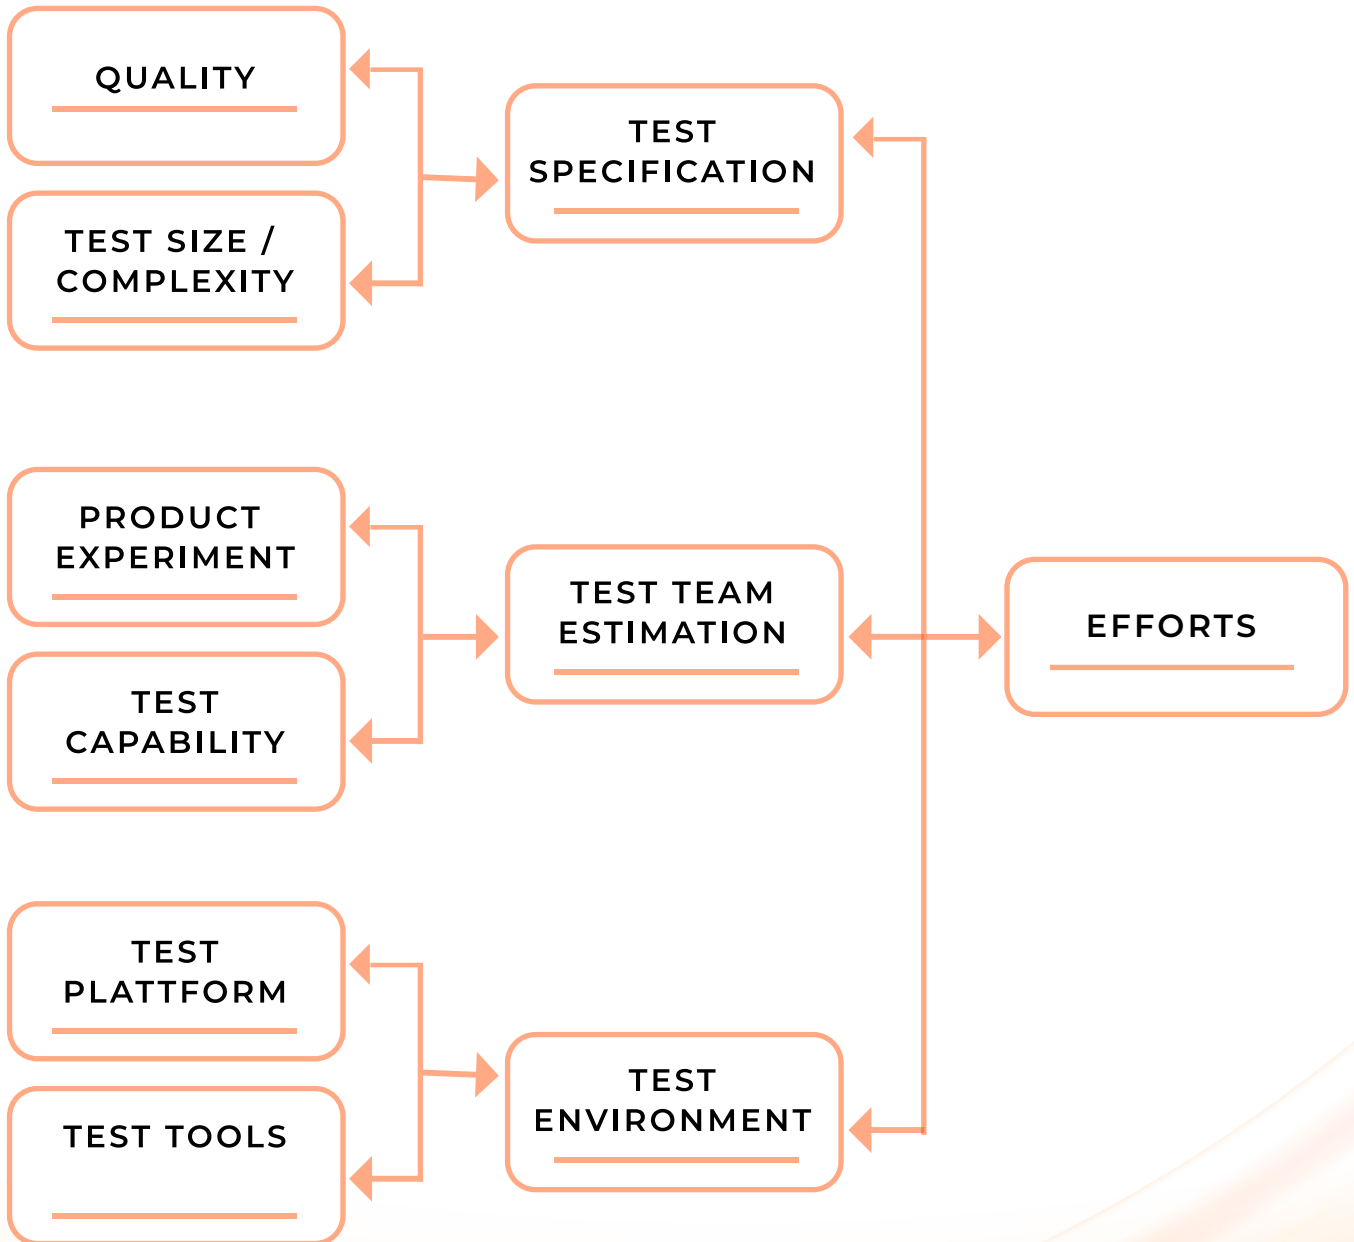 QUALITY
TEST
SPECIFICATION
TEST SIZE /
COMPLEXITY
PRODUCT
EXPERIMENT
TEST TEAM
ESTIMATION
EFFORTS
TEST
CAPABILITY
TEST
PLATTFORM
TEST
ENVIRONMENT
TEST TOOLS